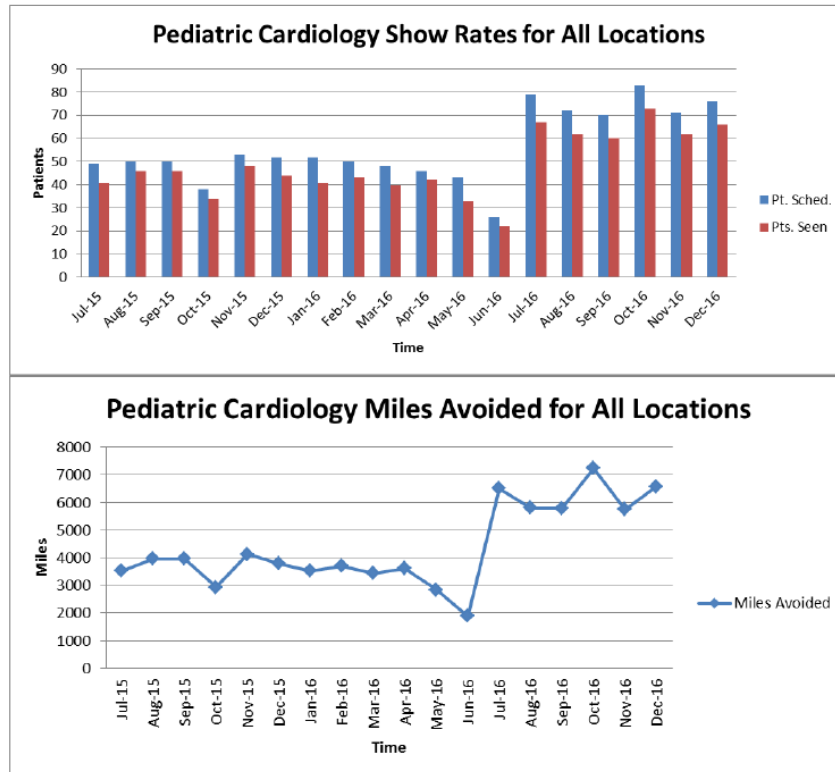 Pediatric Cardiology Show Rates for All Locations
90
80
70
60
50
40
30
20
10
0
Patients
Jul-15 Aug-15 Sep-15 Oct-15 Nov-15 Dec-15 Jan-16 Feb-16 Mar-16 Apr-16 May-16 Jun-16 Jul-16 Aug-16 Sep-16 Oct-16 Nov-16 Dec-16
Time
Pt. Sched.
Pts. Seen
Pediatric Cardiology Miles Avoided for All Locations
8000
7000
6000
5000
4000
3000
2000
1000
0
Miles
Jul-15 Aug-15 Sep-15 Oct-15 Nov-15 Dec-15 Jan-16 Feb-16 Mar-16 Apr-16 May-16 Jun-16 Jul-16 Aug-16 Sep-16 Oct-16 Nov-16 Dec-16
Time
Miles Avoided